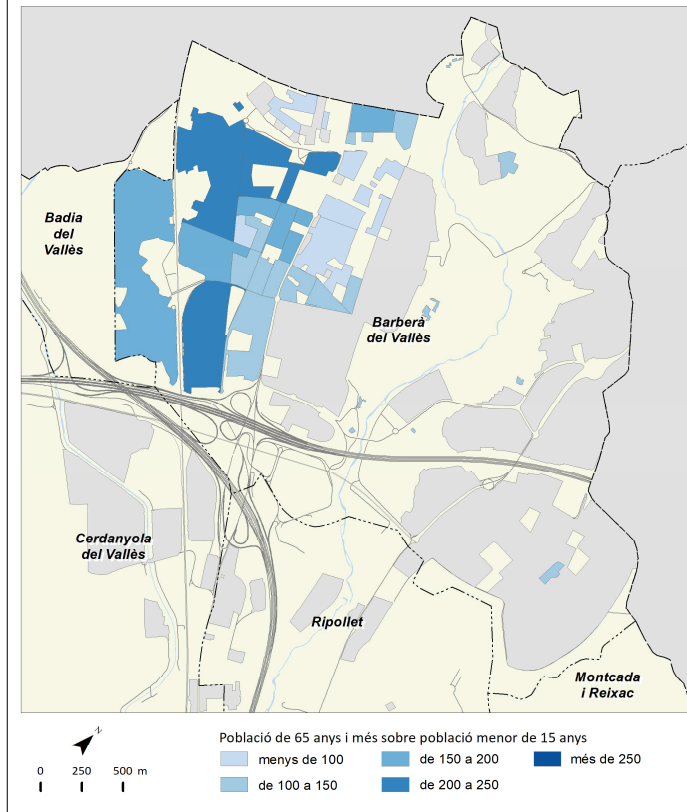 Badia
del
Vallès
Barberà
del Vallès
Cerdanyola
del Vallès
Ripollet
Montcada
i Reixac
N
0 250 500 m
Població de 65 anys i més sobre població menor de 15 anys
menys de 100
de 150 a 200
més de 250
de 100 a 150
de 200 a 250